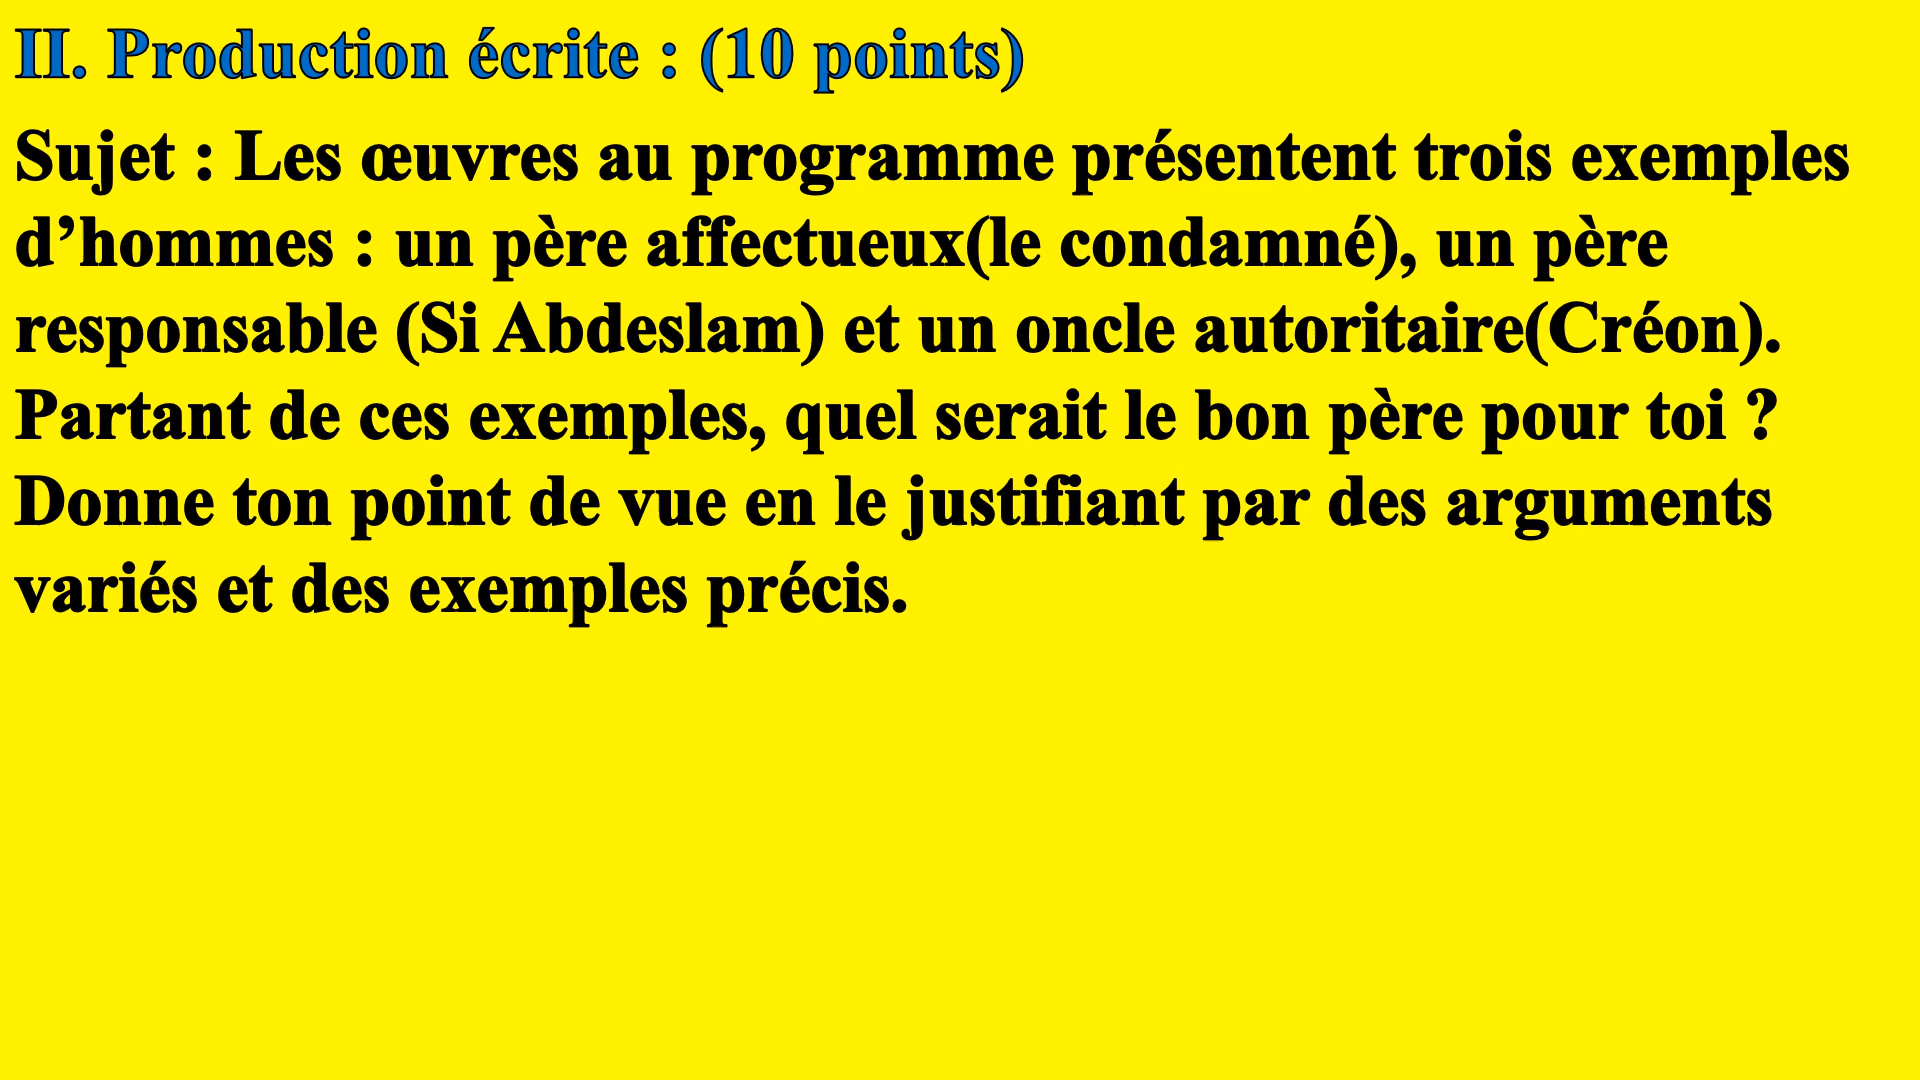 II. Production écrite : (10 points)
Sujet : Les œuvres au programme présentent trois exemples
d’hommes : un père affectueux(le condamné), un père
responsable (Si Abdeslam) et un oncle autoritaire(Créon).
Partant de ces exemples, quel serait le bon père pour toi ?
Donne ton point de vue en le justifiant par des arguments
variés et des exemples précis.